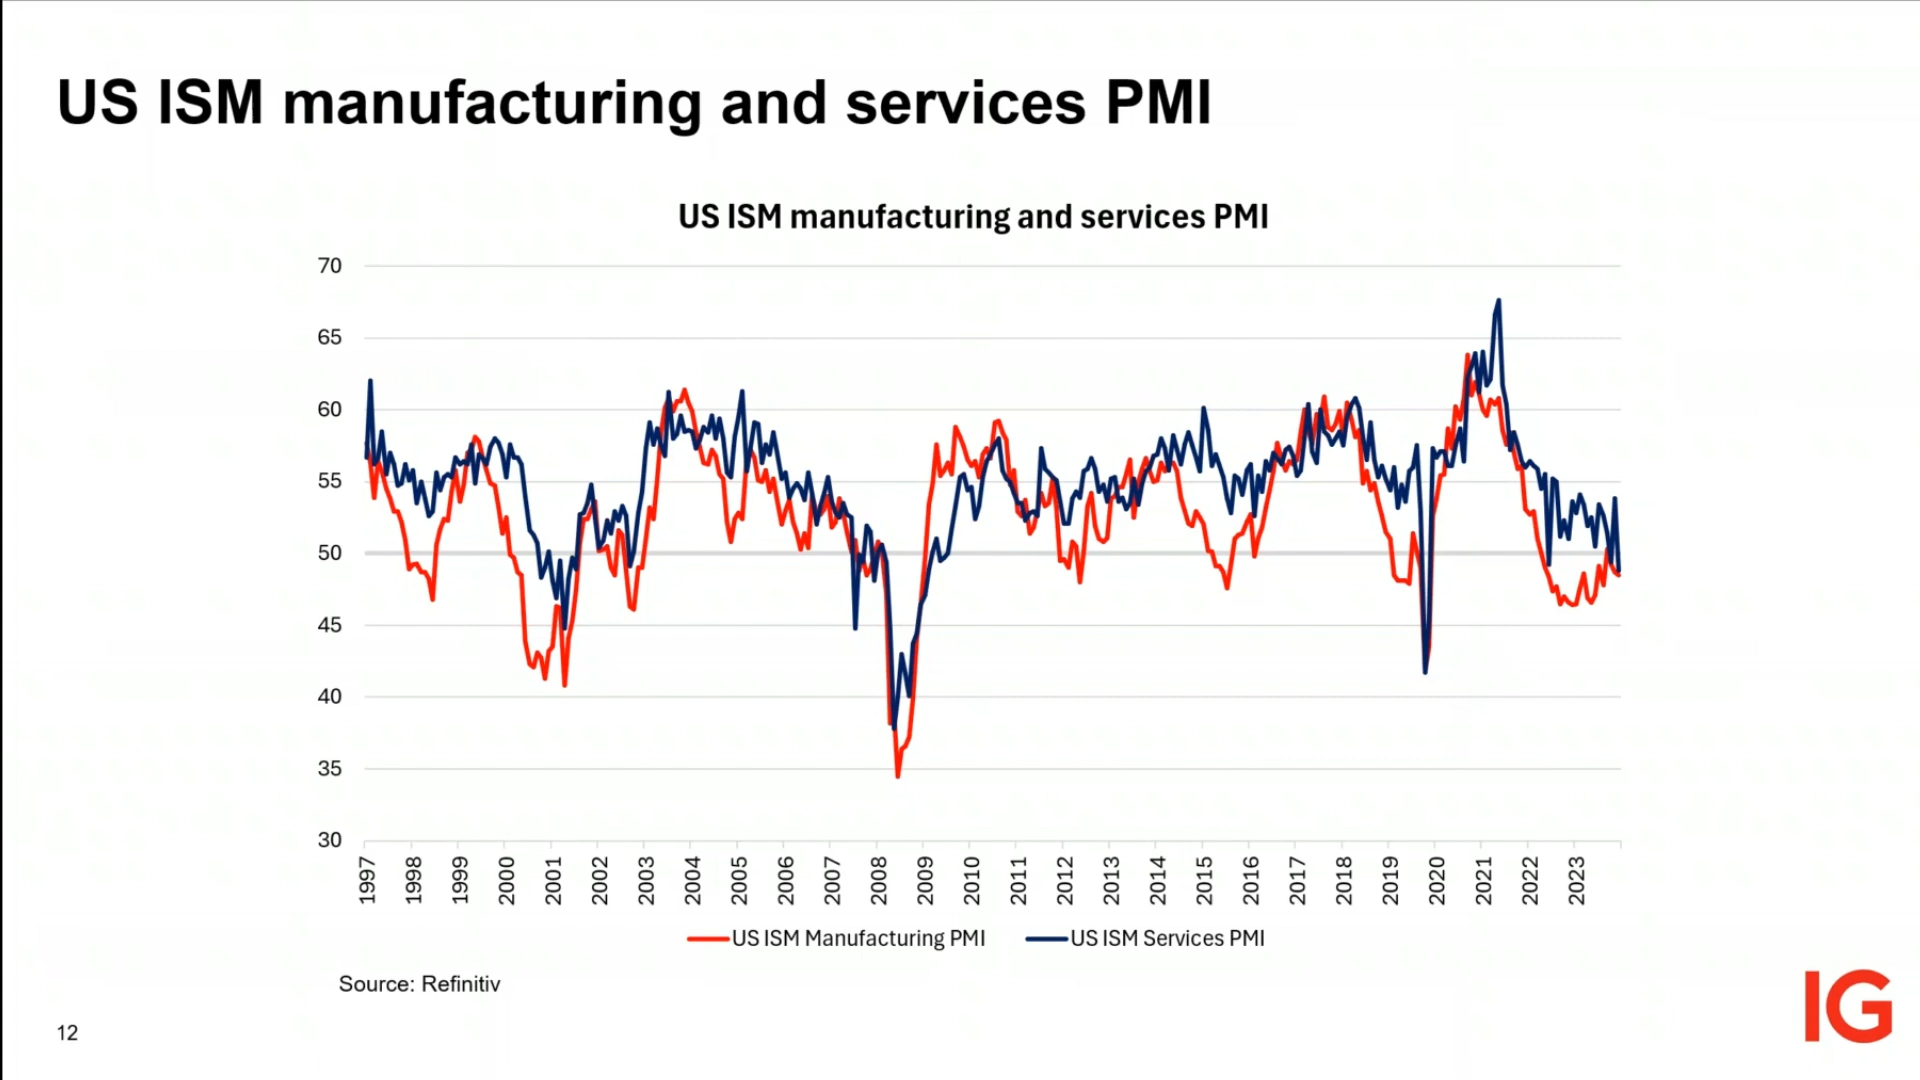 US ISM manufacturing and services PMI
US ISM manufacturing and services PMI
70
65
60
55
50
45
40
35
30
1997 1998 1999 2000 2001 2002 2003 2004 2005 2006 2007 2008 2009 2010 2011 2012 2013 2014 2015 2016 2017 2018 2019 2020 2021 2022 2023
US ISM Manufacturing PMI US ISM Services PMI
Source: Refinitiv
12
IG